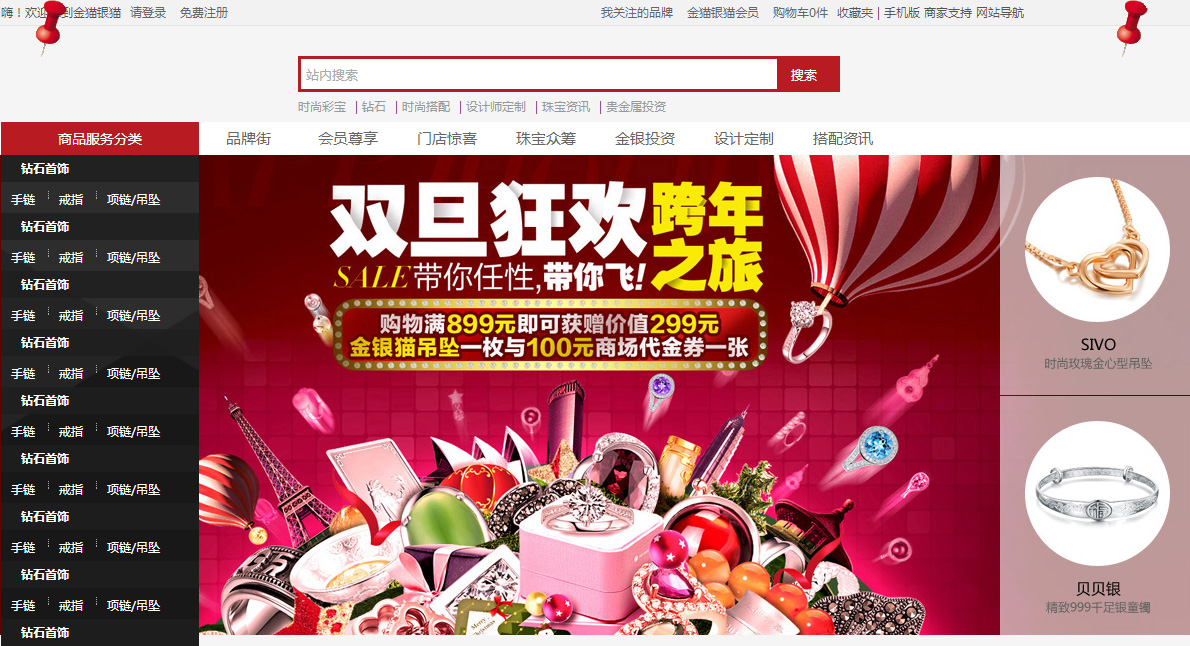 嗨！欢迎来到金猫银猫 请登录 免费注册
我关注的品牌 金猫银猫会员 购物车0件 收藏夹 | 手机版 商家支持 网站导航
站内搜索 搜索
时尚彩宝 | 钻石 | 时尚搭配 | 设计师定制 | 珠宝资讯 | 贵金属投资
商品服务分类 品牌街 会员尊享 门店惊喜 珠宝众筹 金银投资 设计定制 搭配资讯
钻石首饰
手链 戒指 项链/吊坠
钻石首饰
手链 戒指 项链/吊坠
钻石首饰
手链 戒指 项链/吊坠
钻石首饰
手链 戒指 项链/吊坠
钻石首饰
手链 戒指 项链/吊坠
钻石首饰
手链 戒指 项链/吊坠
钻石首饰
手链 戒指 项链/吊坠
钻石首饰
手链 戒指 项链/吊坠
钻石首饰
双旦狂欢 跨年之旅
SALE 带你任性,带你飞!
购物满899元即可获赠价值299元
金银猫吊坠一枚与100元商场代金券一张
Merry Christmas
SIVO
时尚玫瑰金心型吊坠
贝贝银
精致999千足银童镯